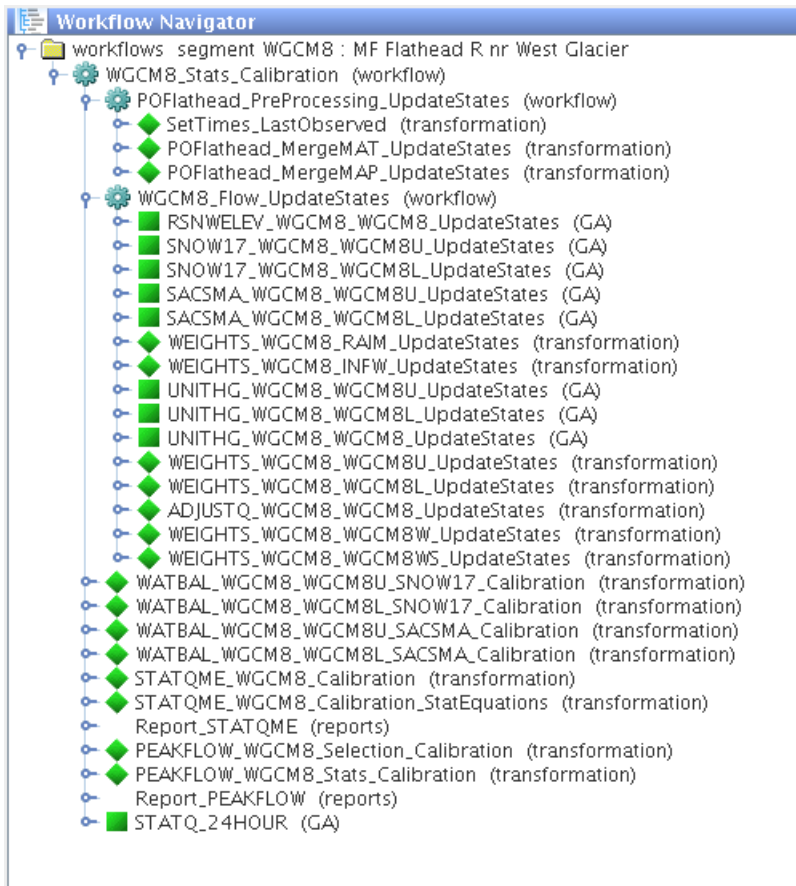 Workflow Navigator
workflows segment WGCM8 : MF Flathead R nr West Glacier
WGCM8_Stats_Calibration (workflow)
POFlathead_PreProcessing_UpdateStates (workflow)
SetTimes_LastObserved (transformation)
POFlathead_MergeMAT_UpdateStates (transformation)
POFlathead_MergeMAP_UpdateStates (transformation)
WGCM8_Flow_UpdateStates (workflow)
RSNWELEV_WGCM8_WGCM8_UpdateStates (GA)
SNOW17_WGCM8_WGCM8U_UpdateStates (GA)
SNOW17_WGCM8_WGCM8L_UpdateStates (GA)
SACSMA_WGCM8_WGCM8U_UpdateStates (GA)
SACSMA_WGCM8_WGCM8L_UpdateStates (GA)
WEIGHTS_WGCM8_RAIM_UpdateStates (transformation)
WEIGHTS_WGCM8_INFW_UpdateStates (transformation)
UNITHG_WGCM8_WGCM8U_UpdateStates (GA)
UNITHG_WGCM8_WGCM8L_UpdateStates (GA)
UNITHG_WGCM8_WGCM8_UpdateStates (GA)
WEIGHTS_WGCM8_WGCM8U_UpdateStates (transformation)
WEIGHTS_WGCM8_WGCM8L_UpdateStates (transformation)
ADJUSTQ_WGCM8_WGCM8_UpdateStates (transformation)
WEIGHTS_WGCM8_WGCM8W_UpdateStates (transformation)
WEIGHTS_WGCM8_WGCM8WS_UpdateStates (transformation)
WATBAL_WGCM8_WGCM8U_SNOW17_Calibration (transformation)
WATBAL_WGCM8_WGCM8L_SNOW17_Calibration (transformation)
WATBAL_WGCM8_WGCM8U_SACSMA_Calibration (transformation)
WATBAL_WGCM8_WGCM8L_SACSMA_Calibration (transformation)
STATQME_WGCM8_Calibration (transformation)
STATQME_WGCM8_Calibration_StatEquations (transformation)
Report_STATQME (reports)
PEAKFLOW_WGCM8_Selection_Calibration (transformation)
PEAKFLOW_WGCM8_Stats_Calibration (transformation)
Report_PEAKFLOW (reports)
STATQ_24HOUR (GA)